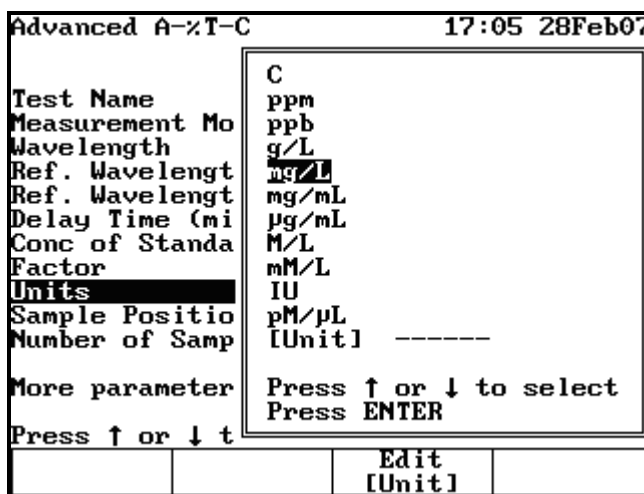 Advanced A-%T-C 17:05 28Feb07
Test Name
Measurement Mo
Wavelength
Ref. Wavelengt
Ref. Wavelengt
Delay Time (mi
Conc of Standa
Factor
Units
Sample Positio
Number of Samp
More parameter
Press ↑ or ↓ t
C
ppm
ppb
g/L
mg/L
mg/mL
µg/mL
M/L
mM/L
IU
pM/µL
[Unit] ------
Press ↑ or ↓ to select
Press ENTER
Edit
[Unit]